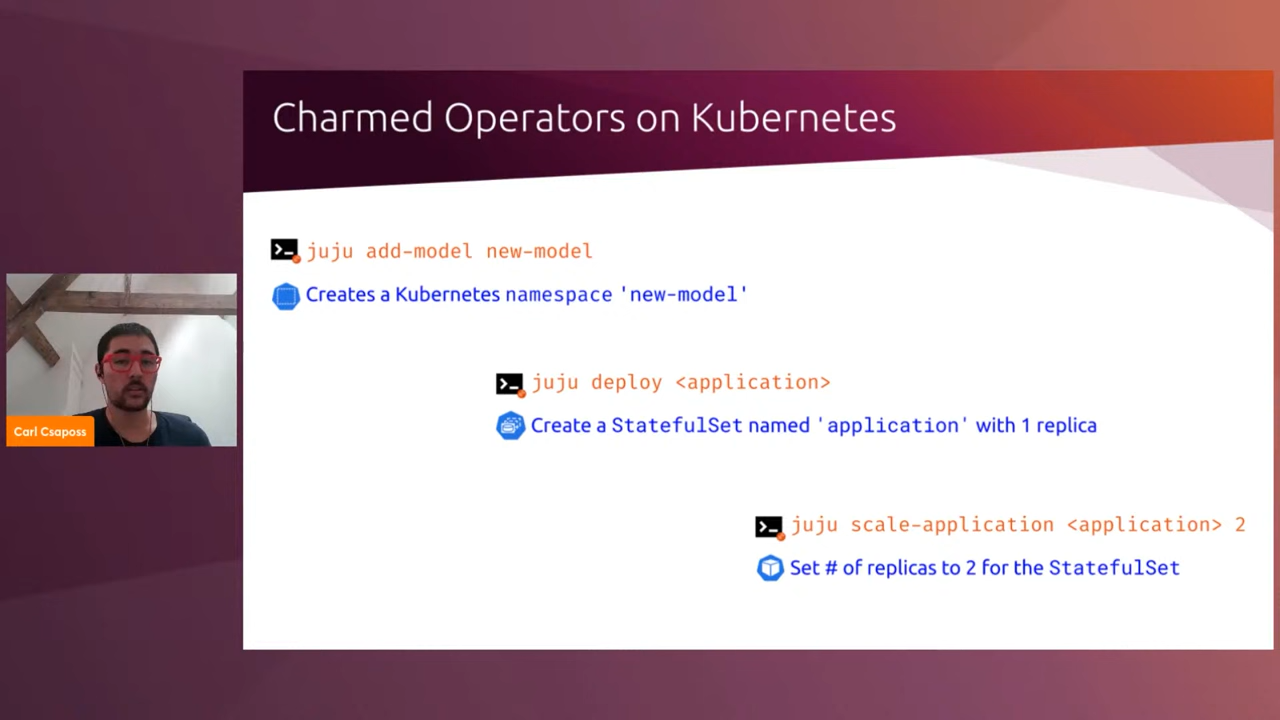 Charmed Operators on Kubernetes
juju add-model new-model
Creates a Kubernetes namespace 'new-model'
juju deploy <application>
Create a StatefulSet named 'application' with 1 replica
juju scale-application <application> 2
Set # of replicas to 2 for the StatefulSet
Carl Csaposs